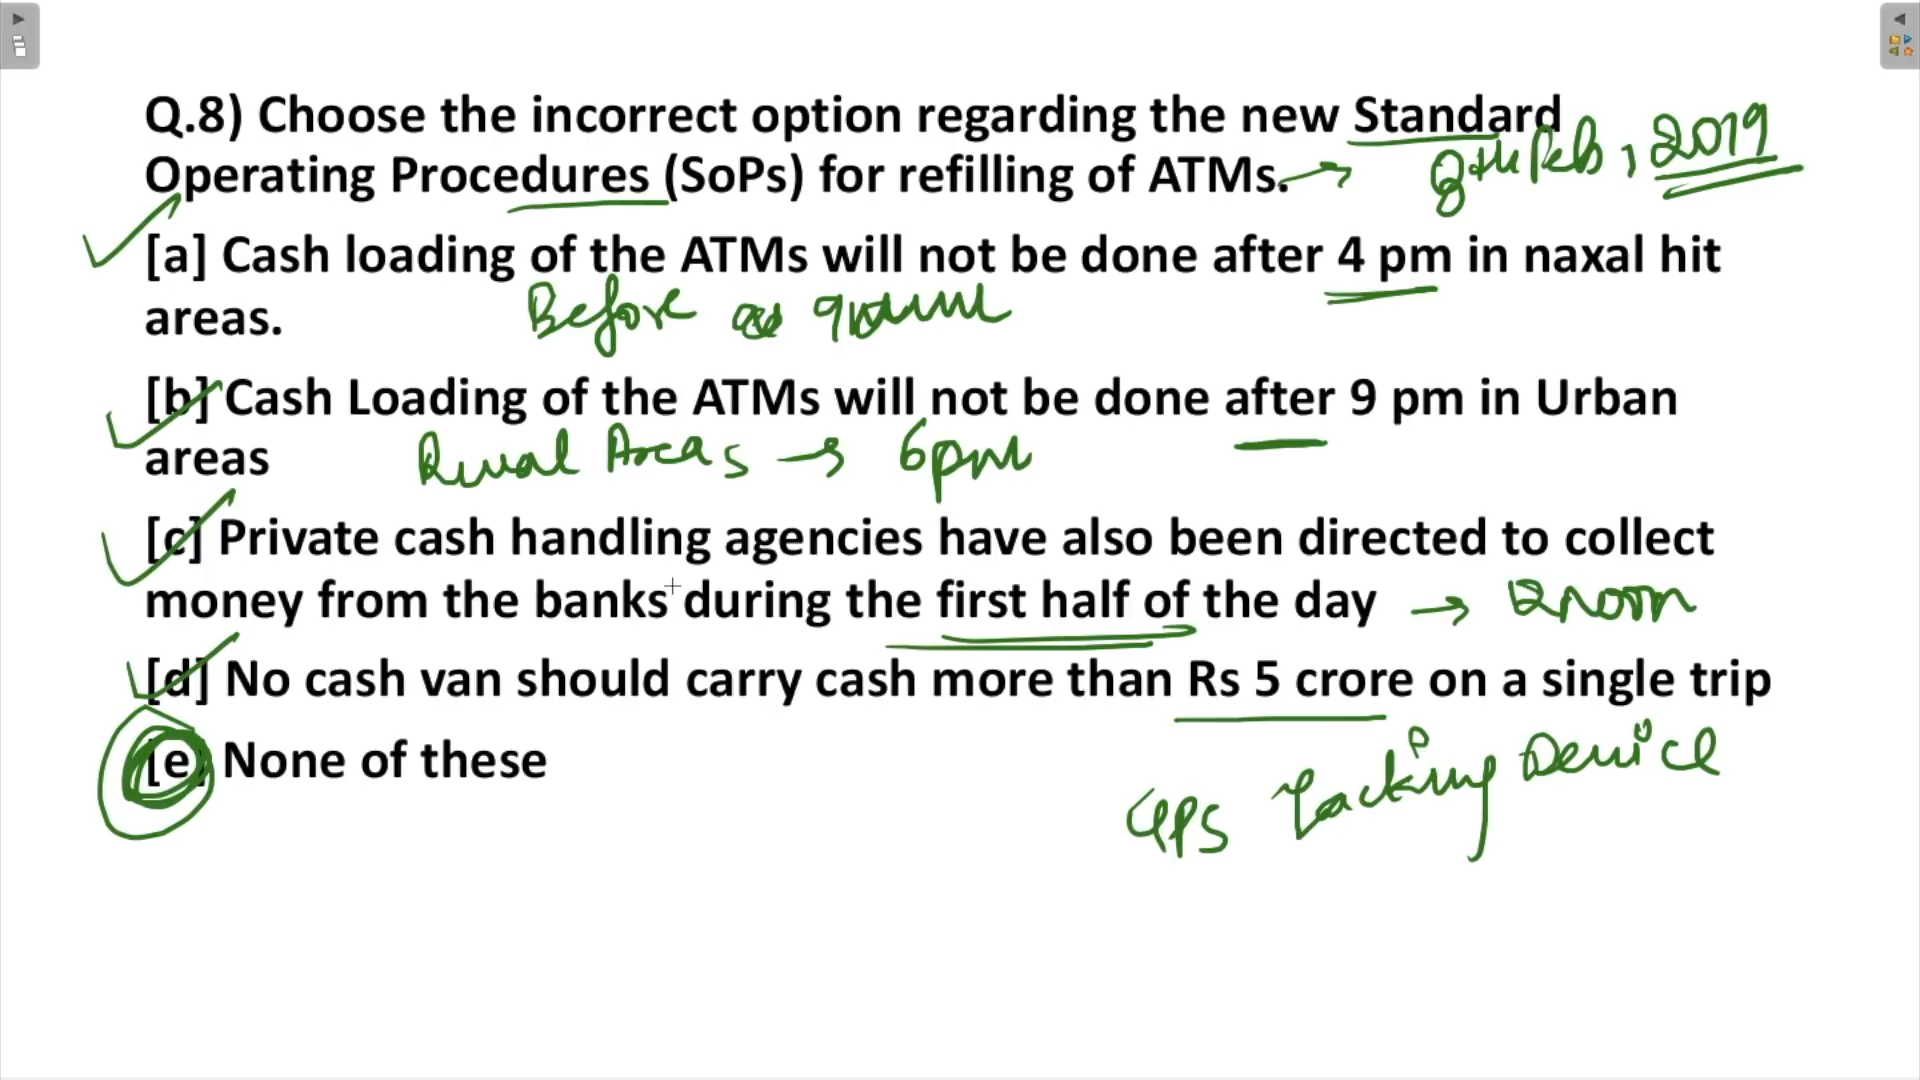 Q.8) Choose the incorrect option regarding the new Standard
Operating Procedures (SoPs) for refilling of ATMs. → 8th Feb, 2019
[a] Cash loading of the ATMs will not be done after 4 pm in naxal hit
areas. Before
[b] Cash Loading of the ATMs will not be done after 9 pm in Urban
areas Rural Areas → 6pm
[c] Private cash handling agencies have also been directed to collect
money from the banks during the first half of the day → 12 noon
[d] No cash van should carry cash more than Rs 5 crore on a single trip
[e] None of these
GPS Tracking Device